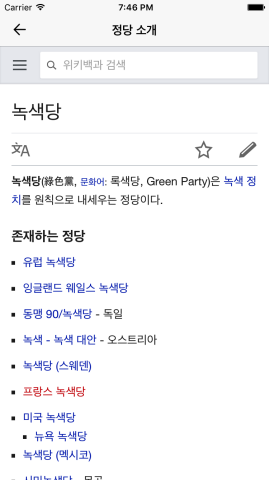 Carrier 7:46 PM
정당 소개
위키백과 검색
녹색당
녹색당(綠色黨, 문화어: 록색당, Green Party)은 녹색 정
치를 원칙으로 내세우는 정당이다.
존재하는 정당
유럽 녹색당
잉글랜드 웨일스 녹색당
동맹 90/녹색당 - 독일
녹색 - 녹색 대안 - 오스트리아
녹색당 (스웨덴)
프랑스 녹색당
미국 녹색당
뉴욕 녹색당
녹색당 (멕시코)